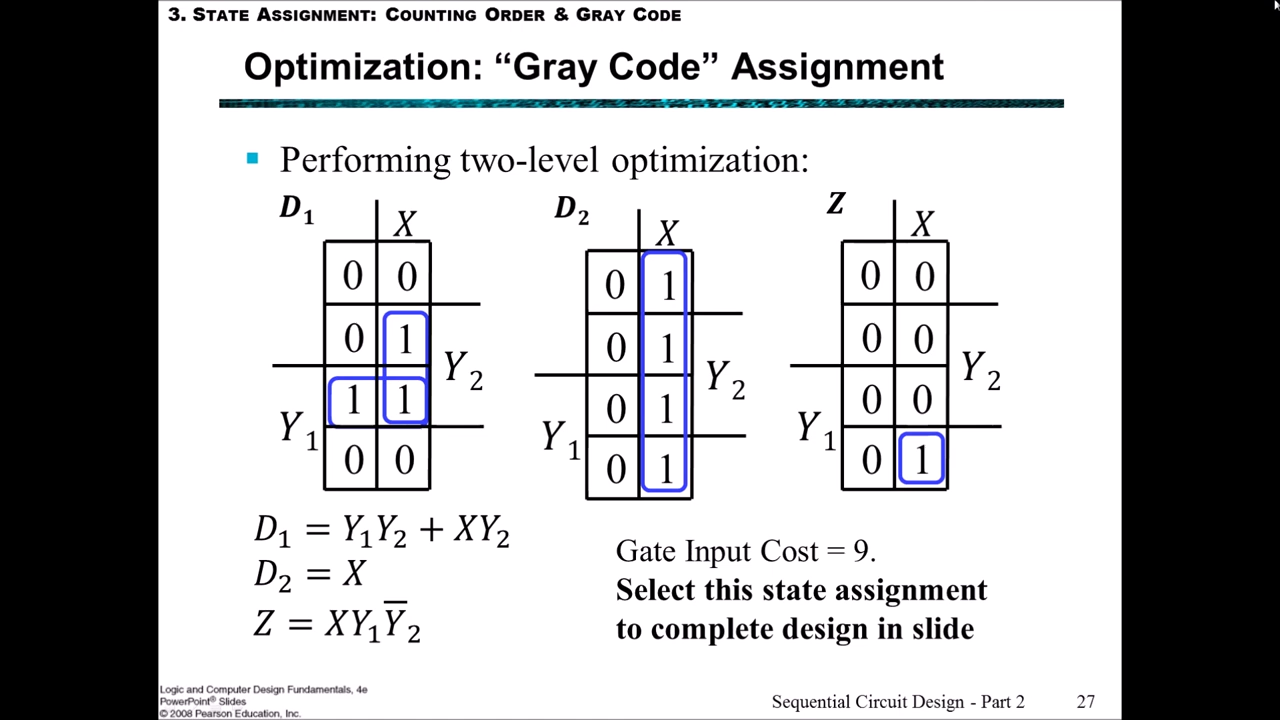 3. STATE ASSIGNMENT: COUNTING ORDER & GRAY CODE
Optimization: “Gray Code” Assignment
Performing two-level optimization:
D₁ X
0 0
0 1
1 1
0 0
Y₂
Y₁
D₂ X
0 1
0 1
0 1
0 1
Y₂
Y₁
Z X
0 0
0 0
0 0
0 1
Y₂
Y₁
D₁ = Y₁Y₂ + XY₂
D₂ = X
Z = XY₁Y̅₂
Gate Input Cost = 9.
Select this state assignment
to complete design in slide
Logic and Computer Design Fundamentals, 4e
PowerPoint® Slides
© 2008 Pearson Education, Inc.
Sequential Circuit Design - Part 2 27